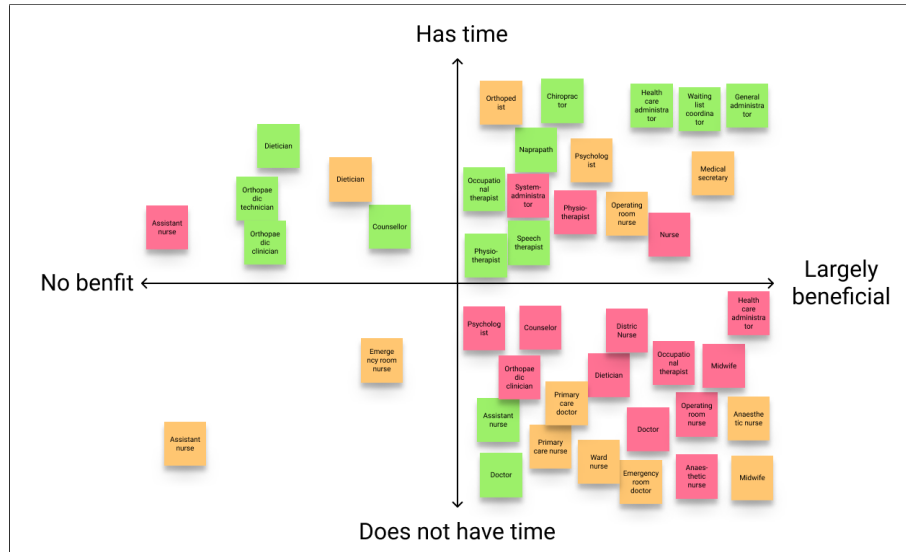 Has time
Orthoped
ist
Chiroprac
tor
Health
care
administra
tor
Waiting
list
coordina
tor
General
administra
tor
Dietician
Naprapath
Psycholog
ist
Dietician
Medical
secretary
Occupatio
nal
therapist
System-
administra
tor
Orthopae
dic
technician
Physio-
therapist
Operating
room
nurse
Assistant
nurse
Counsellor
Nurse
Orthopae
dic
clinician
Speech
therapist
Physio-
therapist
No benfit
Largely
beneficial
Health
care
administra
tor
Psycholog
ist
Counselor
Distric
Nurse
Emerge
ncy room
nurse
Occupatio
nal
therapist
Midwife
Orthopae
dic
clinician
Dietician
Primary
care
doctor
Assistant
nurse
Operating
room
nurse
Anaesthe
tic nurse
Doctor
Assistant
nurse
Primary
care nurse
Ward
nurse
Doctor
Emergency
room
doctor
Anaes-
thetic
nurse
Midwife
Does not have time